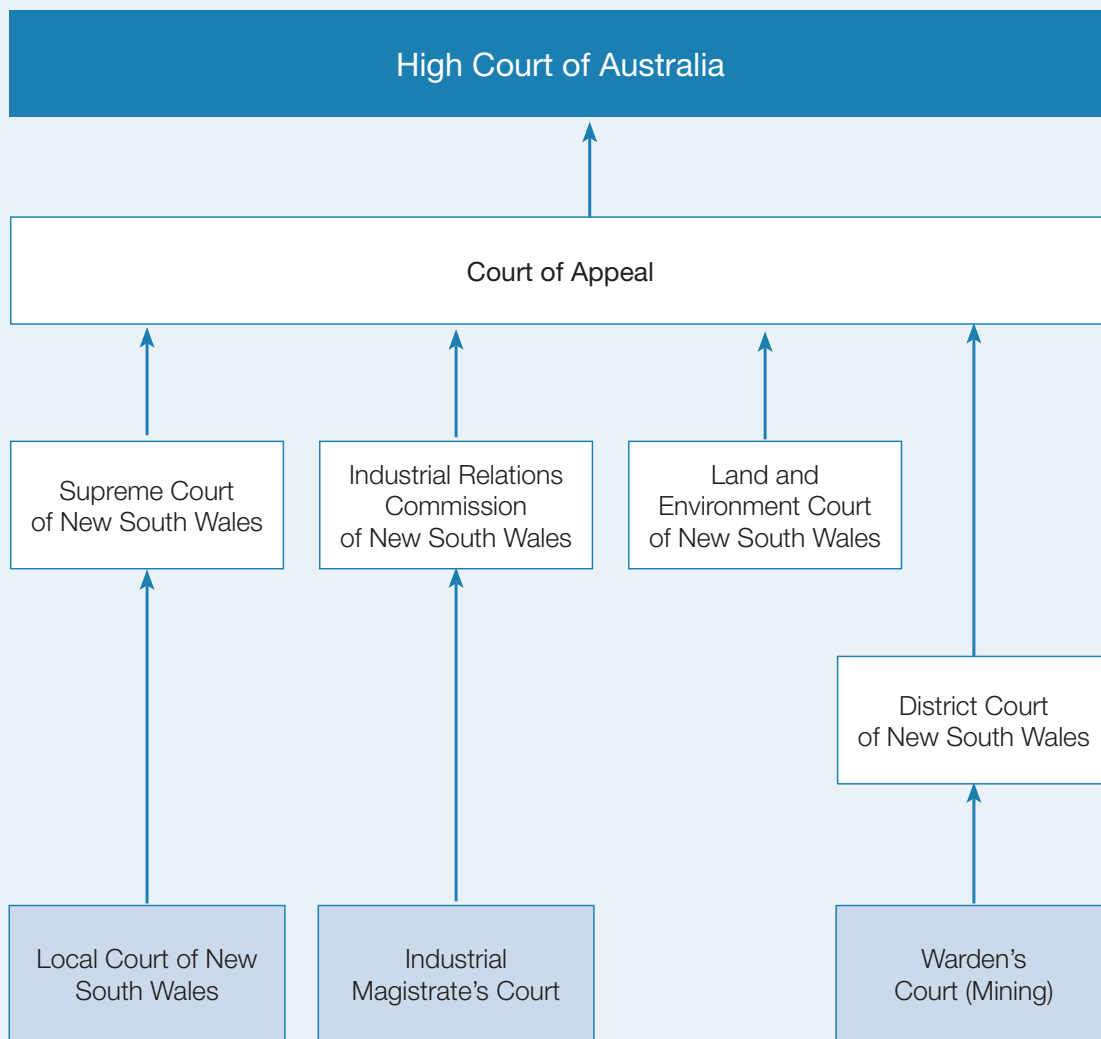 High Court of Australia
Court of Appeal
Supreme Court
of New South Wales
Industrial Relations
Commission
of New South Wales
Land and
Environment Court
of New South Wales
District Court
of New South Wales
Local Court of New
South Wales
Industrial
Magistrate’s Court
Warden’s
Court (Mining)